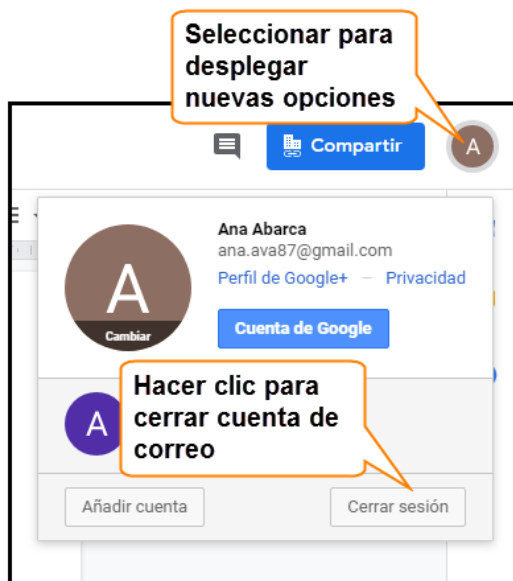 Seleccionar para
desplegar
nuevas opciones
Compartir
A
Ana Abarca
ana.ava87@gmail.com
Perfil de Google+ – Privacidad
A
Cambiar
Cuenta de Google
Hacer clic para
cerrar cuenta de
correo
A
Añadir cuenta
Cerrar sesión